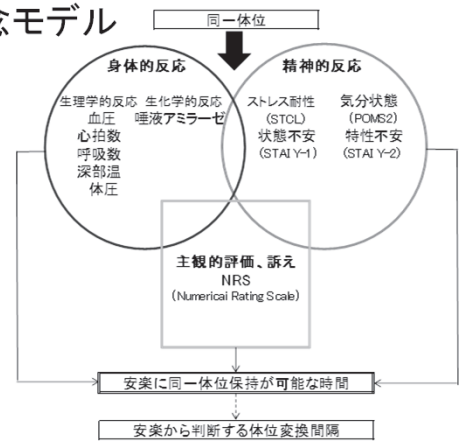 念モデル
同一体位
身体的反応
精神的反応
生理学的反応 生化学的反応
血圧 唾液アミラーゼ
心拍数
呼吸数
深部温
体圧
ストレス耐性 気分状態
(STCL) (POMS2)
状態不安 特性不安
(STAI Y-1) (STAI Y-2)
主観的評価、訴え
NRS
(Numerical Rating Scale)
安楽に同一体位保持が可能な時間
安楽から判断する体位変換間隔